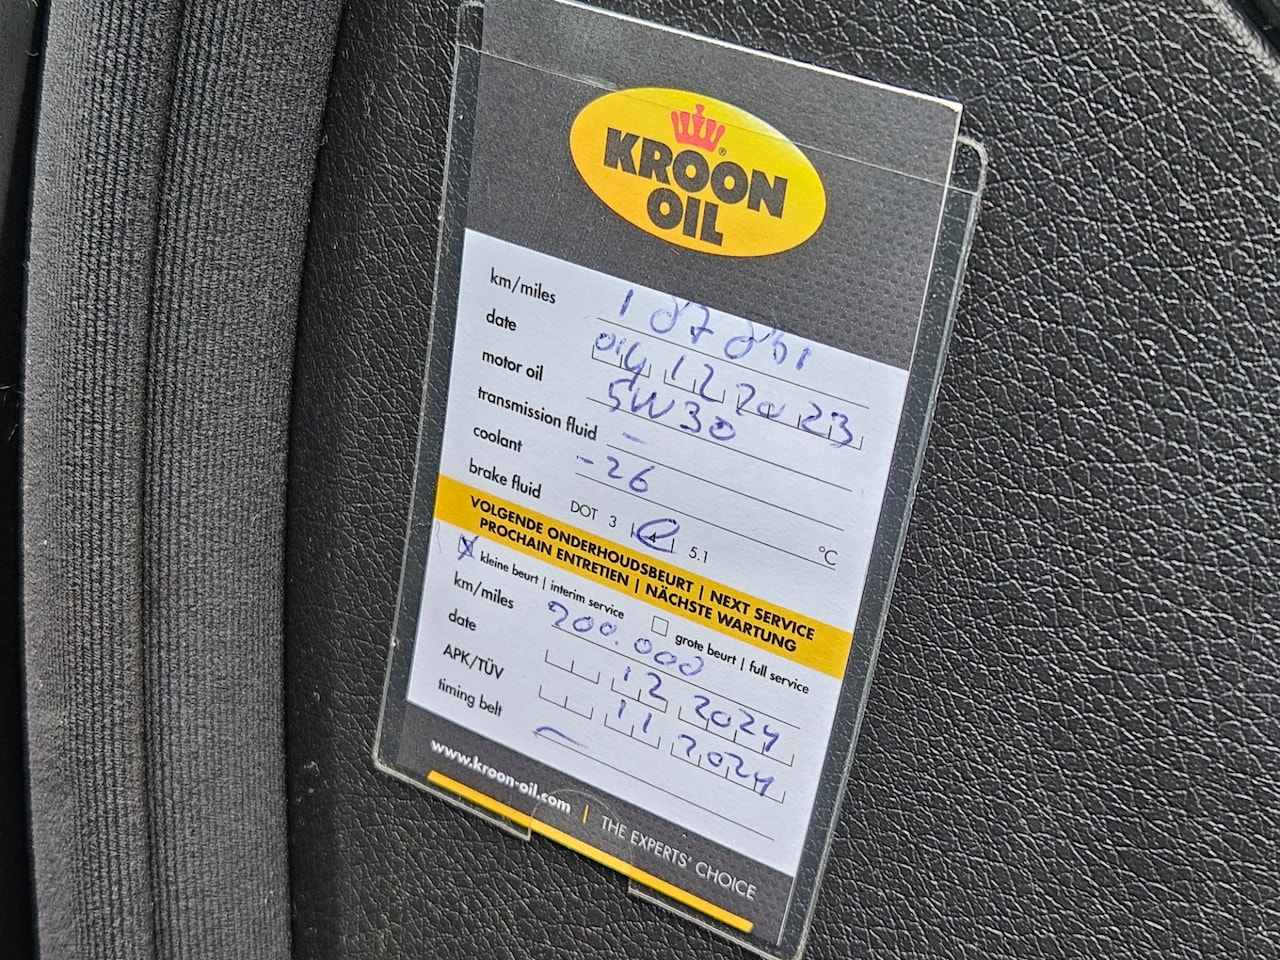 KROON
OIL
km/miles 187851
date 04 12 2023
motor oil 5W30
transmission fluid -
coolant -26 °C
brake fluid DOT 3 4 5.1
VOLGENDE ONDERHOUDSBEURT | NEXT SERVICE
PROCHAIN ENTRETIEN | NÄCHSTE WARTUNG
X kleine beurt | interim service grote beurt | full service
km/miles 200.000
date 12 2024
APK/TÜV 11 2024
timing belt -
www.kroon-oil.com | THE EXPERTS' CHOICE